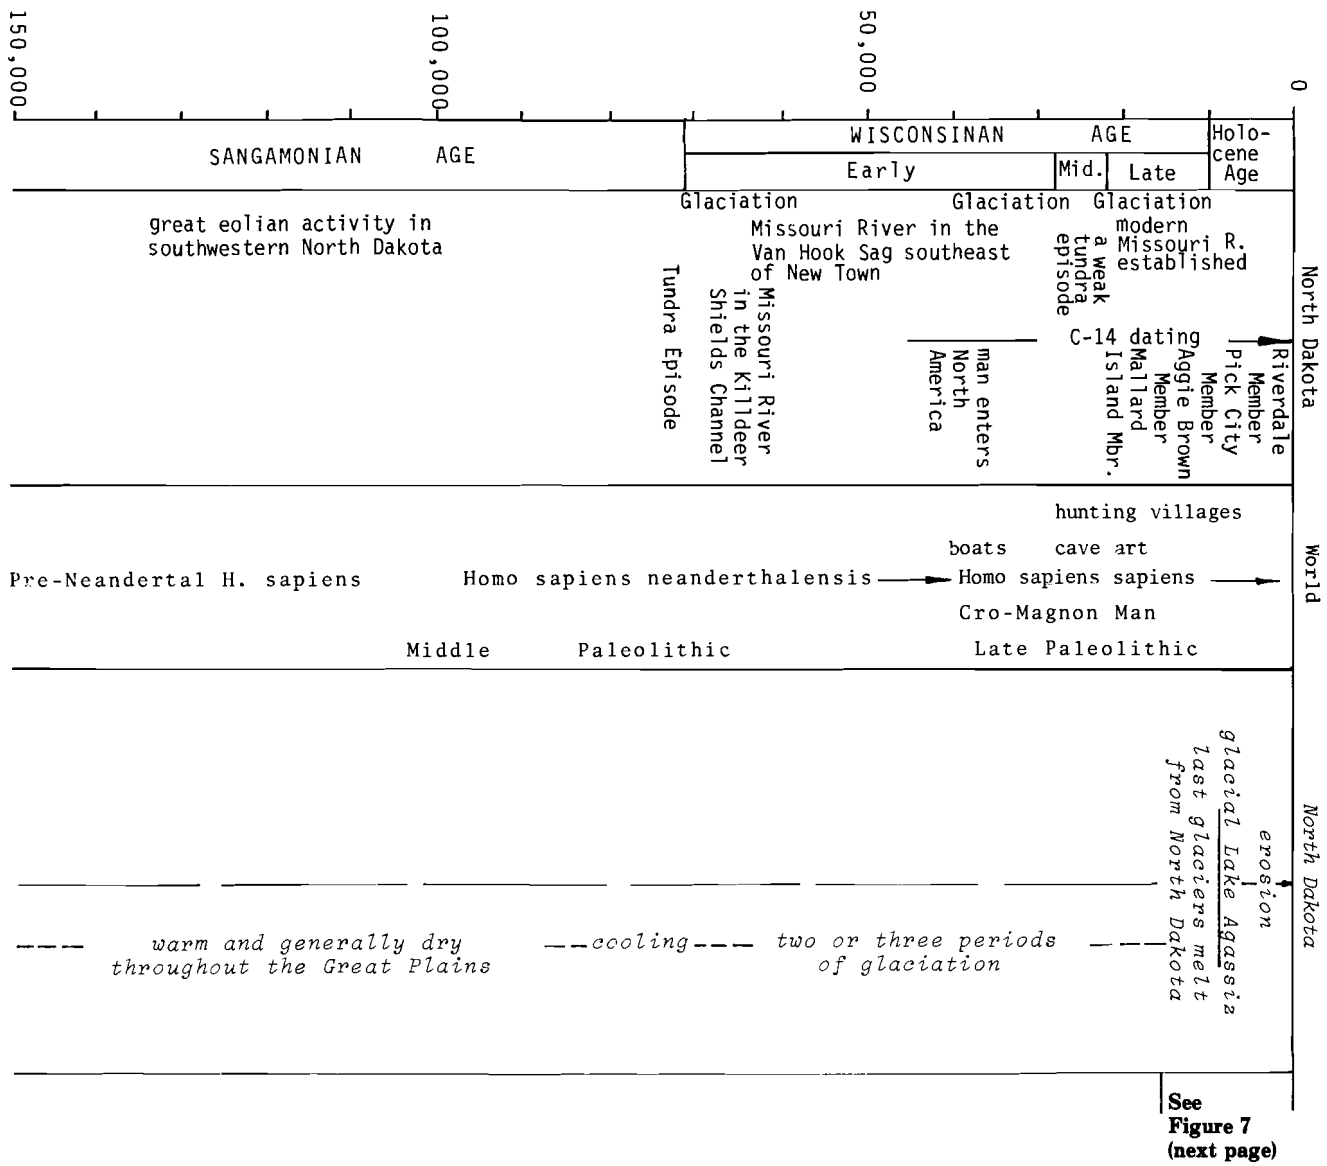 150,000
100,000
50,000
0
SANGAMONIAN AGE
WISCONSINAN AGE
Early
Mid.
Late
Holo-
cene
Age
great eolian activity in
southwestern North Dakota
Tundra Episode
Glaciation
Missouri River
in the Killdeer
Shields Channel
Missouri River in the
Van Hook Sag southeast
of New Town
Glaciation
a weak
tundra
episode
Glaciation
modern
Missouri R.
established
C-14 dating
man enters
North
America
Island Mbr.
Mallard
Member
Aggie Brown
Member
Pick City
Member
Riverdale
North Dakota
hunting villages
boats cave art
Pre-Neandertal H. sapiens Homo sapiens neanderthalensis Homo sapiens sapiens
Cro-Magnon Man
Middle Paleolithic Late Paleolithic
World
last glaciers melt
from North Dakota
glacial Lake Agassiz
erosion
warm and generally dry
throughout the Great Plains
cooling
two or three periods
of glaciation
North Dakota
See
Figure 7
(next page)